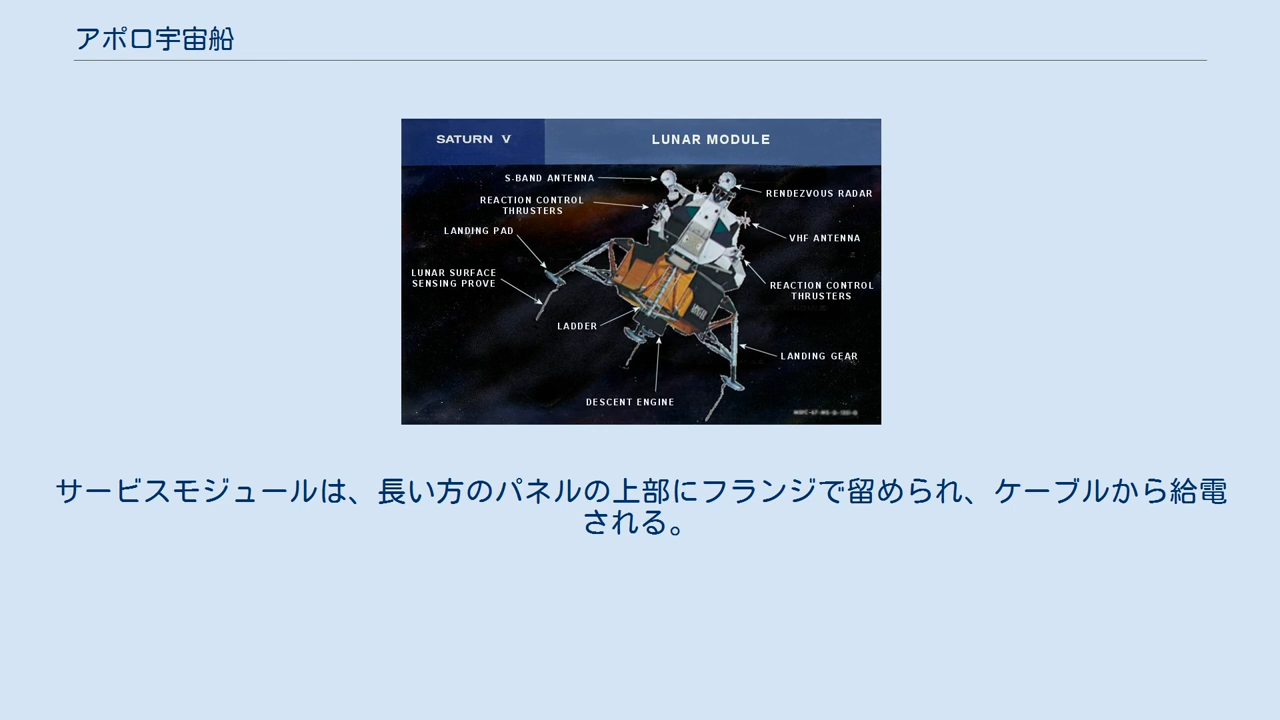 アポロ宇宙船
SATURN V
LUNAR MODULE
S-BAND ANTENNA
RENDEZVOUS RADAR
REACTION CONTROL
THRUSTERS
LANDING PAD
VHF ANTENNA
LUNAR SURFACE
SENSING PROVE
REACTION CONTROL
THRUSTERS
LADDER
LANDING GEAR
DESCENT ENGINE
サービスモジュールは、長い方のパネルの上部にフランジで留められ、ケーブルから給電
される。